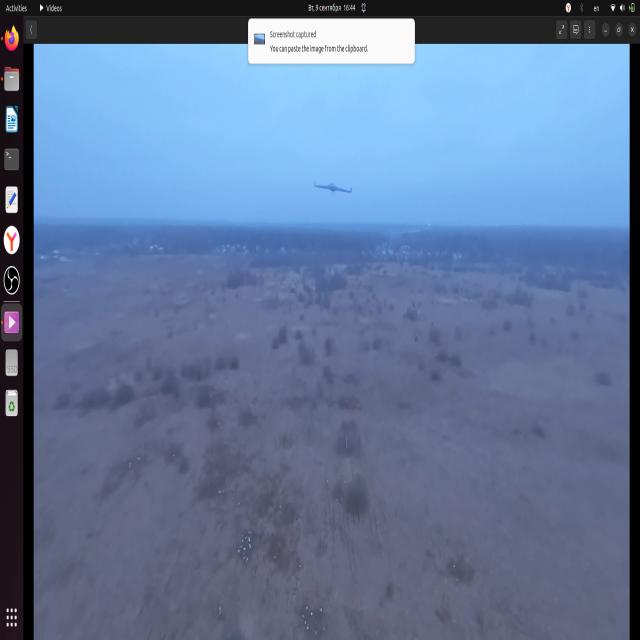 Activities Videos Вт, 9 сентября 16:44 en
Screenshot captured
You can paste the image from the clipboard.